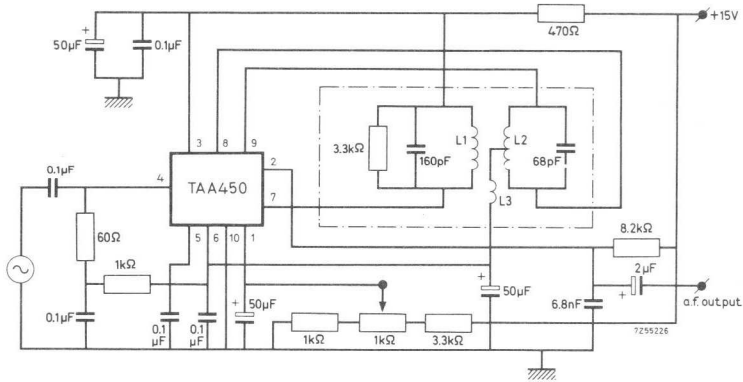 +15V
470Ω
+
50µF
0.1µF
3 8 9
L1 L2
3.3kΩ
160pF
68pF
0.1µF
4
TAA450
2
7
L3
60Ω
5 6 10 1
8.2kΩ
1kΩ
2µF
+
50µF
+
50µF
+
6.8nF
a.f. output
0.1µF
0.1
µF
0.1
µF
1kΩ
1kΩ
3.3kΩ
7Z55226